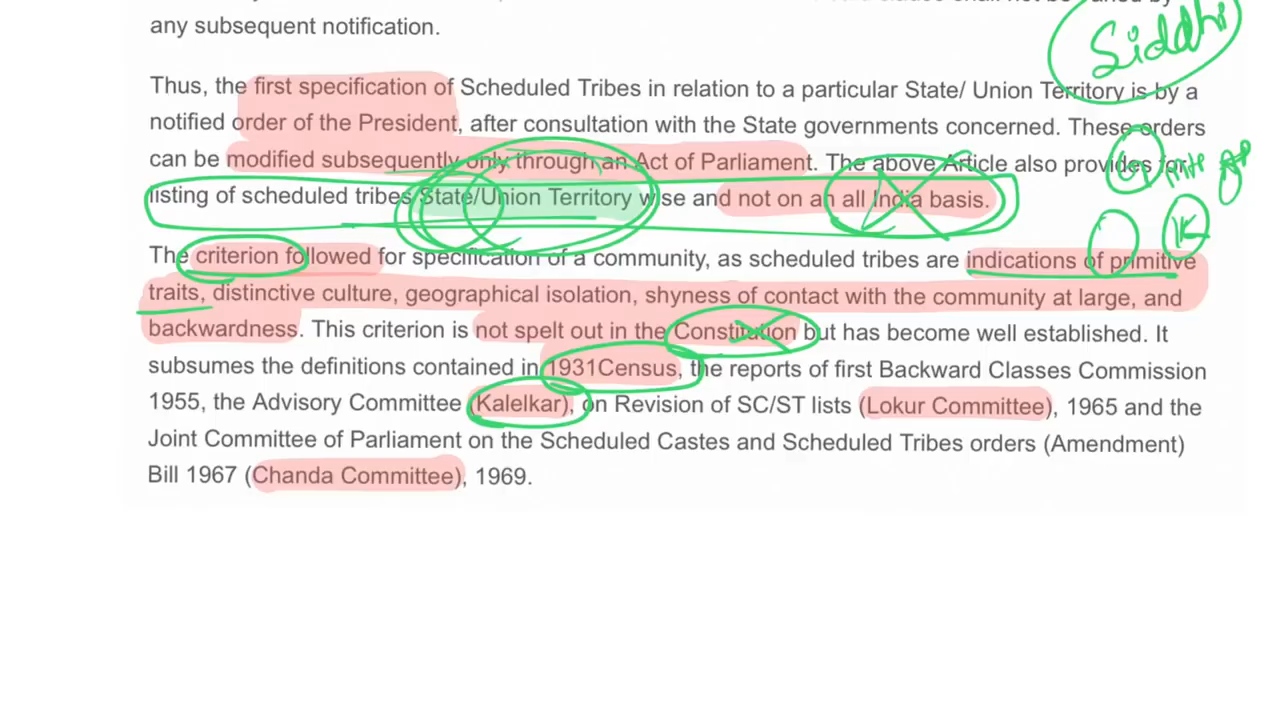 any subsequent notification.
Siddhi
Thus, the first specification of Scheduled Tribes in relation to a particular State/ Union Territory is by a
notified order of the President, after consultation with the State governments concerned. These orders
can be modified subsequently only through an Act of Parliament. The above Article also provides for
listing of scheduled tribes State/Union Territory wise and not on an all India basis.
The criterion followed for specification of a community, as scheduled tribes are indications of primitive
traits, distinctive culture, geographical isolation, shyness of contact with the community at large, and
backwardness. This criterion is not spelt out in the Constitution but has become well established. It
subsumes the definitions contained in 1931Census, the reports of first Backward Classes Commission
1955, the Advisory Committee (Kalelkar), on Revision of SC/ST lists (Lokur Committee), 1965 and the
Joint Committee of Parliament on the Scheduled Castes and Scheduled Tribes orders (Amendment)
Bill 1967 (Chanda Committee), 1969.